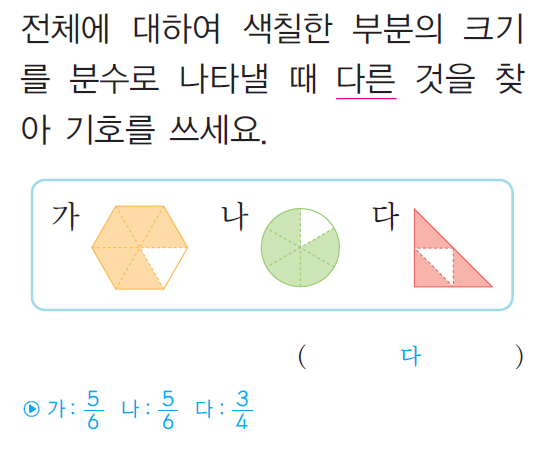 전체에 대하여 색칠한 부분의 크기
를 분수로 나타낼 때 다른 것을 찾
아 기호를 쓰세요.
가 나 다
( 다 )
가 : 5/6 나 : 5/6 다 : 3/4